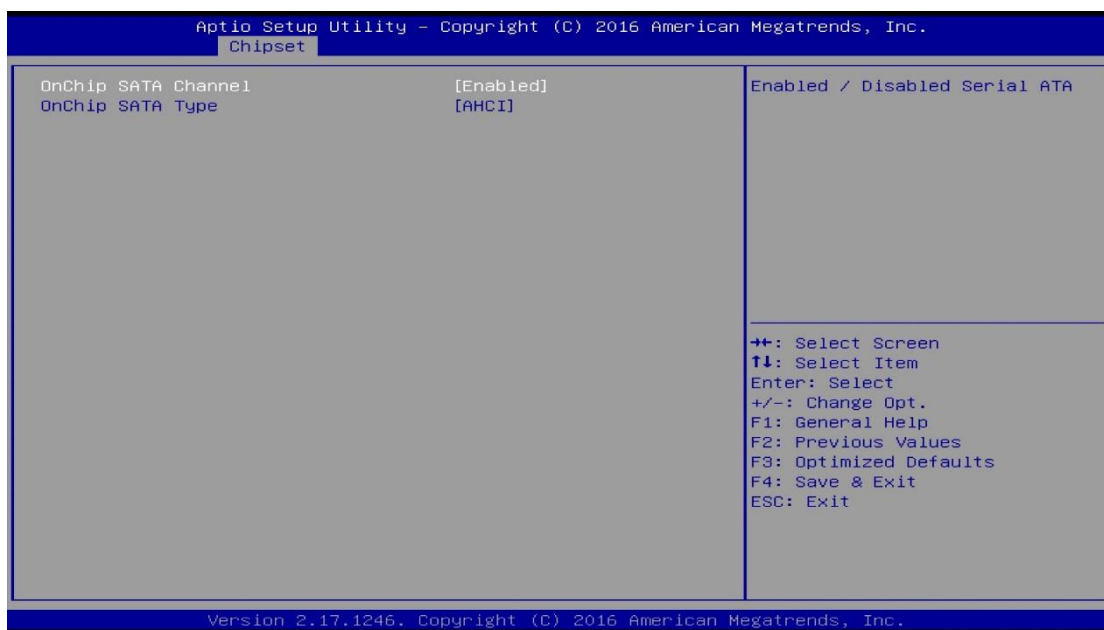 Aptio Setup Utility – Copyright (C) 2016 American Megatrends, Inc.
Chipset
OnChip SATA Channel [Enabled]
OnChip SATA Type [AHCI]
Enabled / Disabled Serial ATA
→←: Select Screen
↑↓: Select Item
Enter: Select
+/-: Change Opt.
F1: General Help
F2: Previous Values
F3: Optimized Defaults
F4: Save & Exit
ESC: Exit
Version 2.17.1246. Copyright (C) 2016 American Megatrends, Inc.